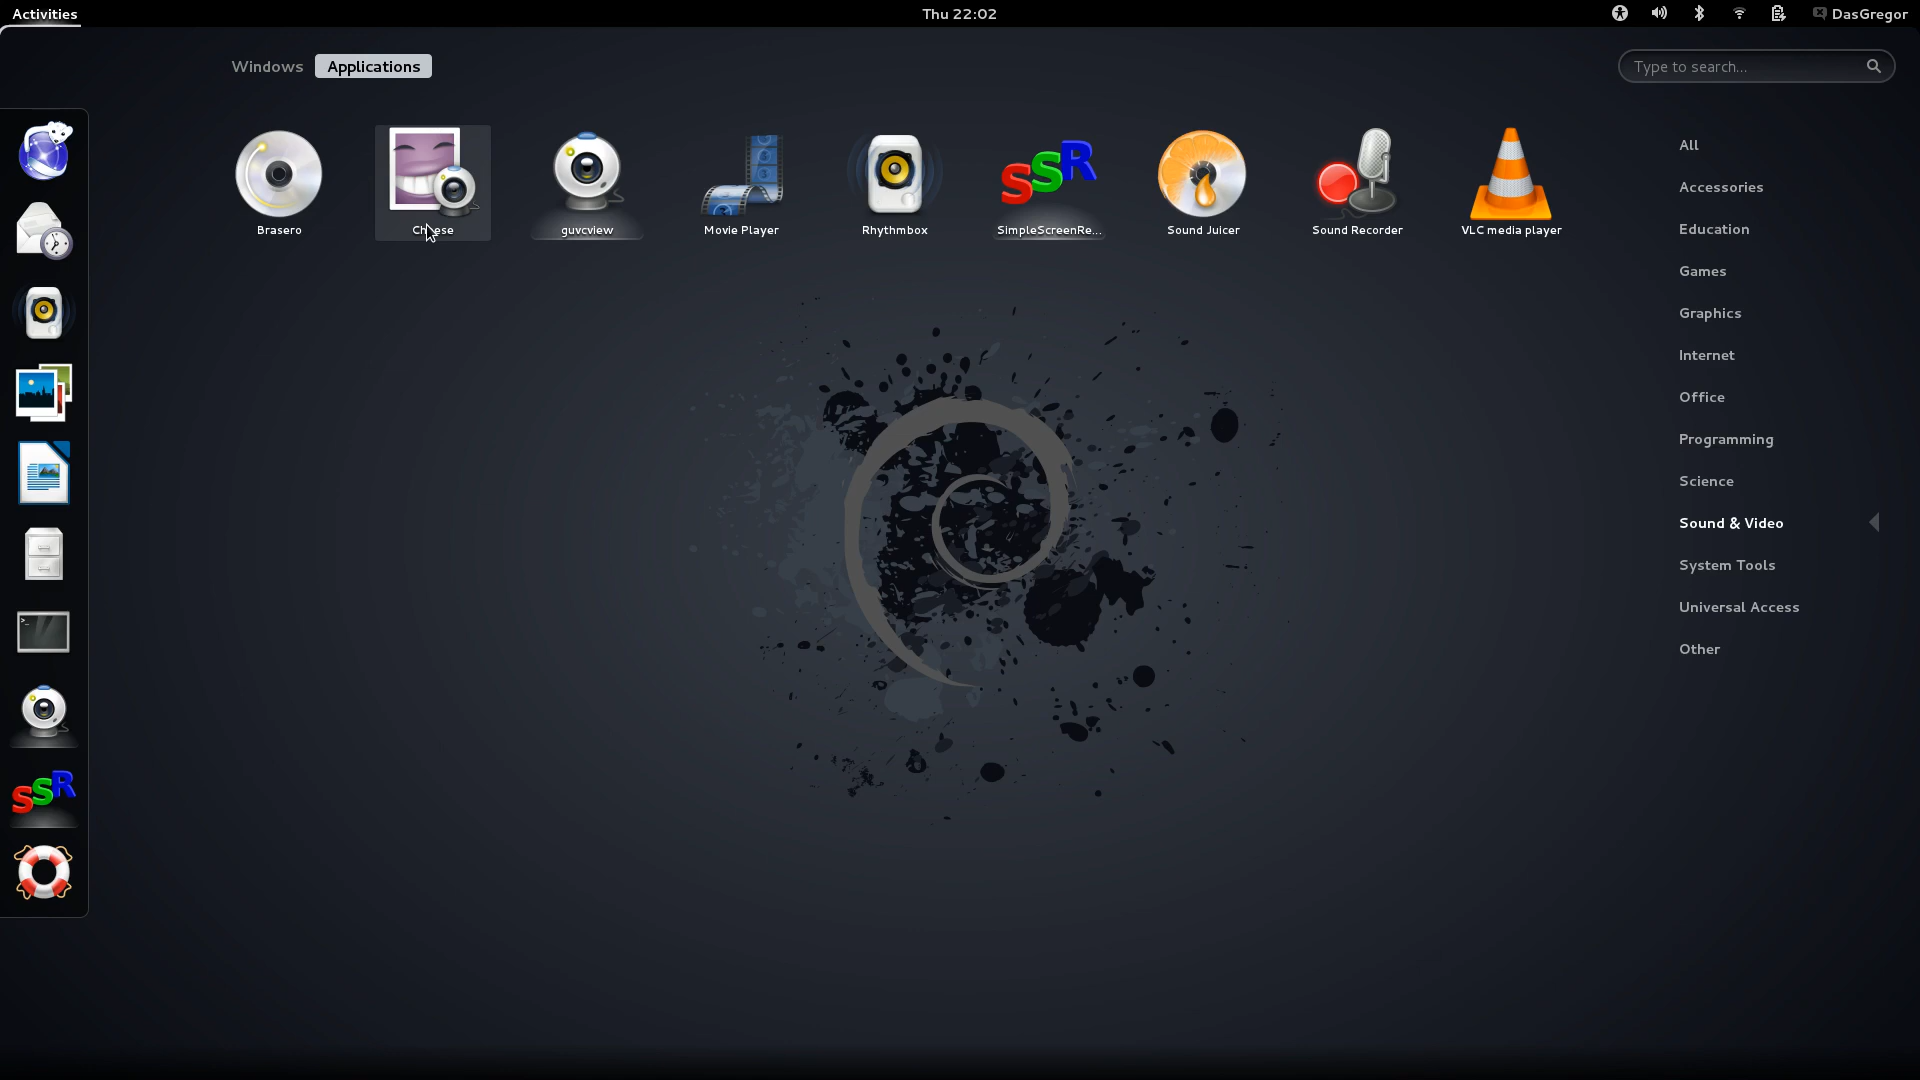 Activities
Thu 22:02
DasGregor
Windows
Applications
Type to search...
Brasero
Cheese
guvcview
SSR
Movie Player
Rhythmbox
SimpleScreenRe...
Sound Juicer
Sound Recorder
VLC media player
All
Accessories
Education
Games
Graphics
Internet
Office
Programming
Science
Sound & Video
System Tools
Universal Access
Other
>_
SSR